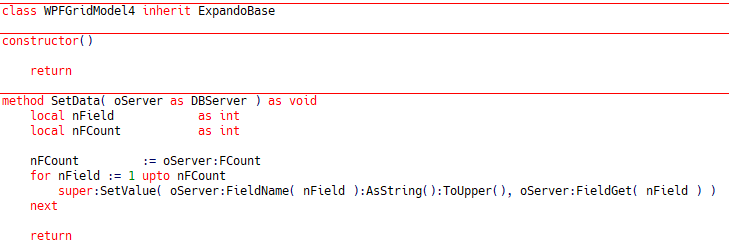 class WPFGridModel4 inherit ExpandoBase
constructor()
return
method SetData( oServer as DBServer ) as void
local nField as int
local nFCount as int
nFCount := oServer:FCount
for nField := 1 upto nFCount
super:SetValue( oServer:FieldName( nField ):AsString():ToUpper(), oServer:FieldGet( nField ) )
next
return